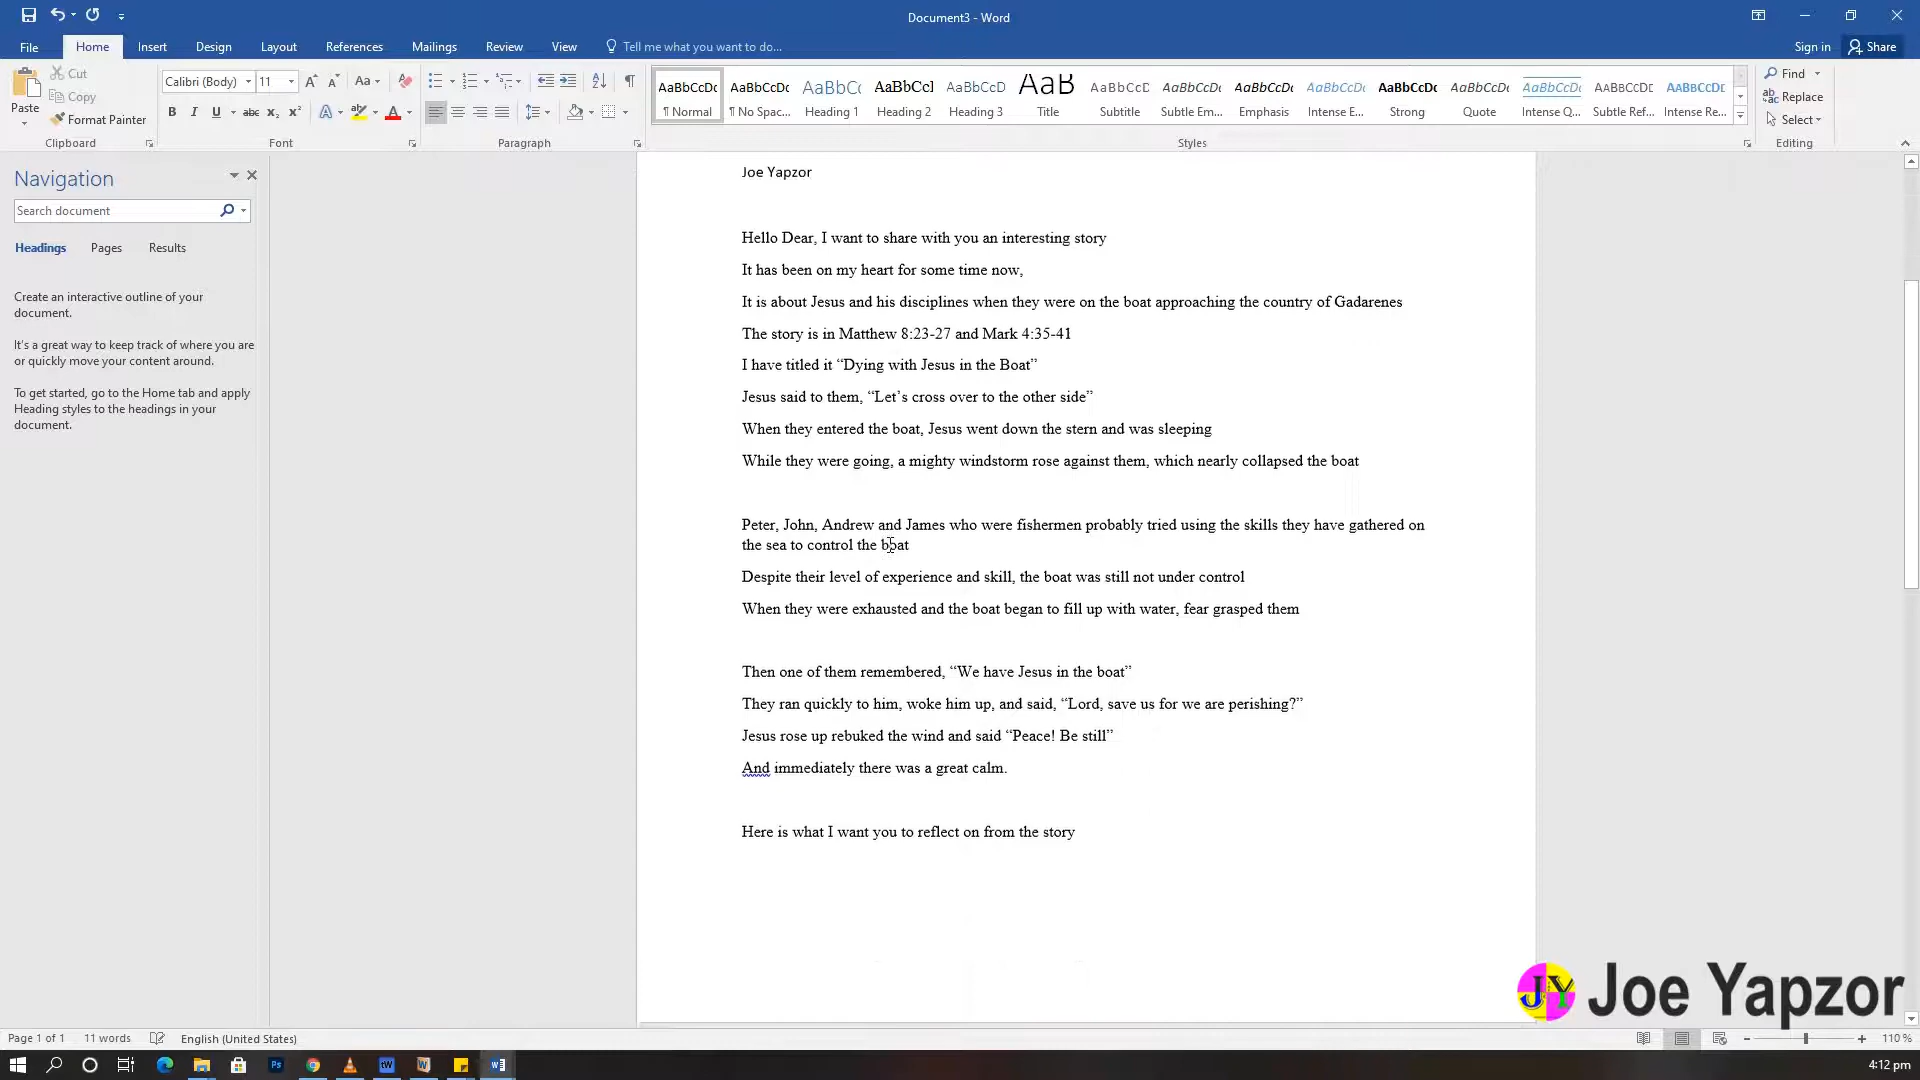 Document3 - Word
File Home Insert Design Layout References Mailings Review View Tell me what you want to do... Sign in Share
Paste
Cut
Copy
Format Painter
Clipboard
Calibri (Body) 11
Font
Paragraph
AaBbCcDc AaBbCcDc AaBbCc AaBbCcI AaBbCcD AaB AaBbCcD AaBbCcDc AaBbCcDc AaBbCcDc AaBbCcDc AaBbCcDc AaBbCcDc AABBCCDE AABBCCDE
¶ Normal ¶ No Spac... Heading 1 Heading 2 Heading 3 Title Subtitle Subtle Em... Emphasis Intense E... Strong Quote Intense Q... Subtle Ref... Intense Re...
Styles
Find
Replace
Select
Editing
Navigation
Search document
Headings Pages Results
Create an interactive outline of your
document.
It's a great way to keep track of where you are
or quickly move your content around.
To get started, go to the Home tab and apply
Heading styles to the headings in your
document.
Joe Yapzor
Hello Dear, I want to share with you an interesting story
It has been on my heart for some time now,
It is about Jesus and his disciplines when they were on the boat approaching the country of Gadarenes
The story is in Matthew 8:23-27 and Mark 4:35-41
I have titled it “Dying with Jesus in the Boat”
Jesus said to them, “Let’s cross over to the other side”
When they entered the boat, Jesus went down the stern and was sleeping
While they were going, a mighty windstorm rose against them, which nearly collapsed the boat
Peter, John, Andrew and James who were fishermen probably tried using the skills they have gathered on
the sea to control the boat
Despite their level of experience and skill, the boat was still not under control
When they were exhausted and the boat began to fill up with water, fear grasped them
Then one of them remembered, “We have Jesus in the boat”
They ran quickly to him, woke him up, and said, “Lord, save us for we are perishing?”
Jesus rose up rebuked the wind and said “Peace! Be still”
And immediately there was a great calm.
Here is what I want you to reflect on from the story
JY Joe Yapzor
Page 1 of 1 11 words English (United States) 110 %
4:12 pm